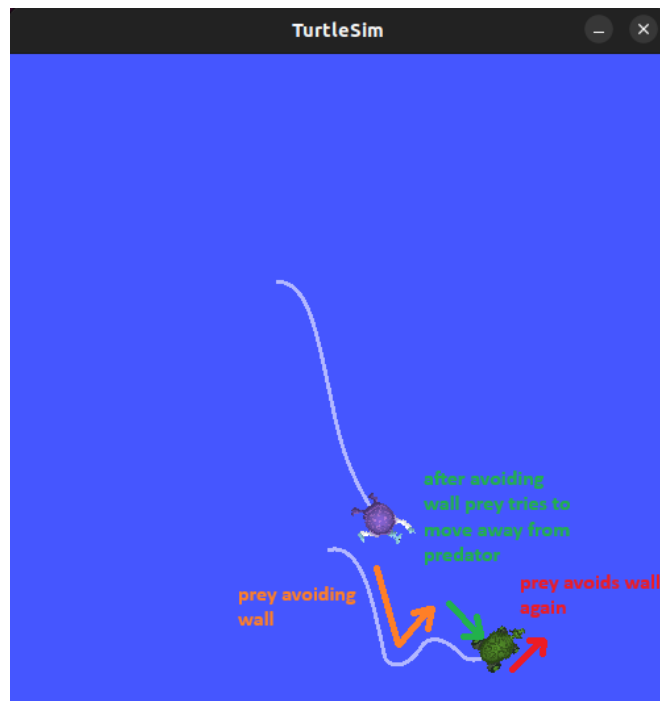 TurtleSim
after avoiding
wall prey tries to
move away from
predator
prey avoids wall
again
prey avoiding
wall